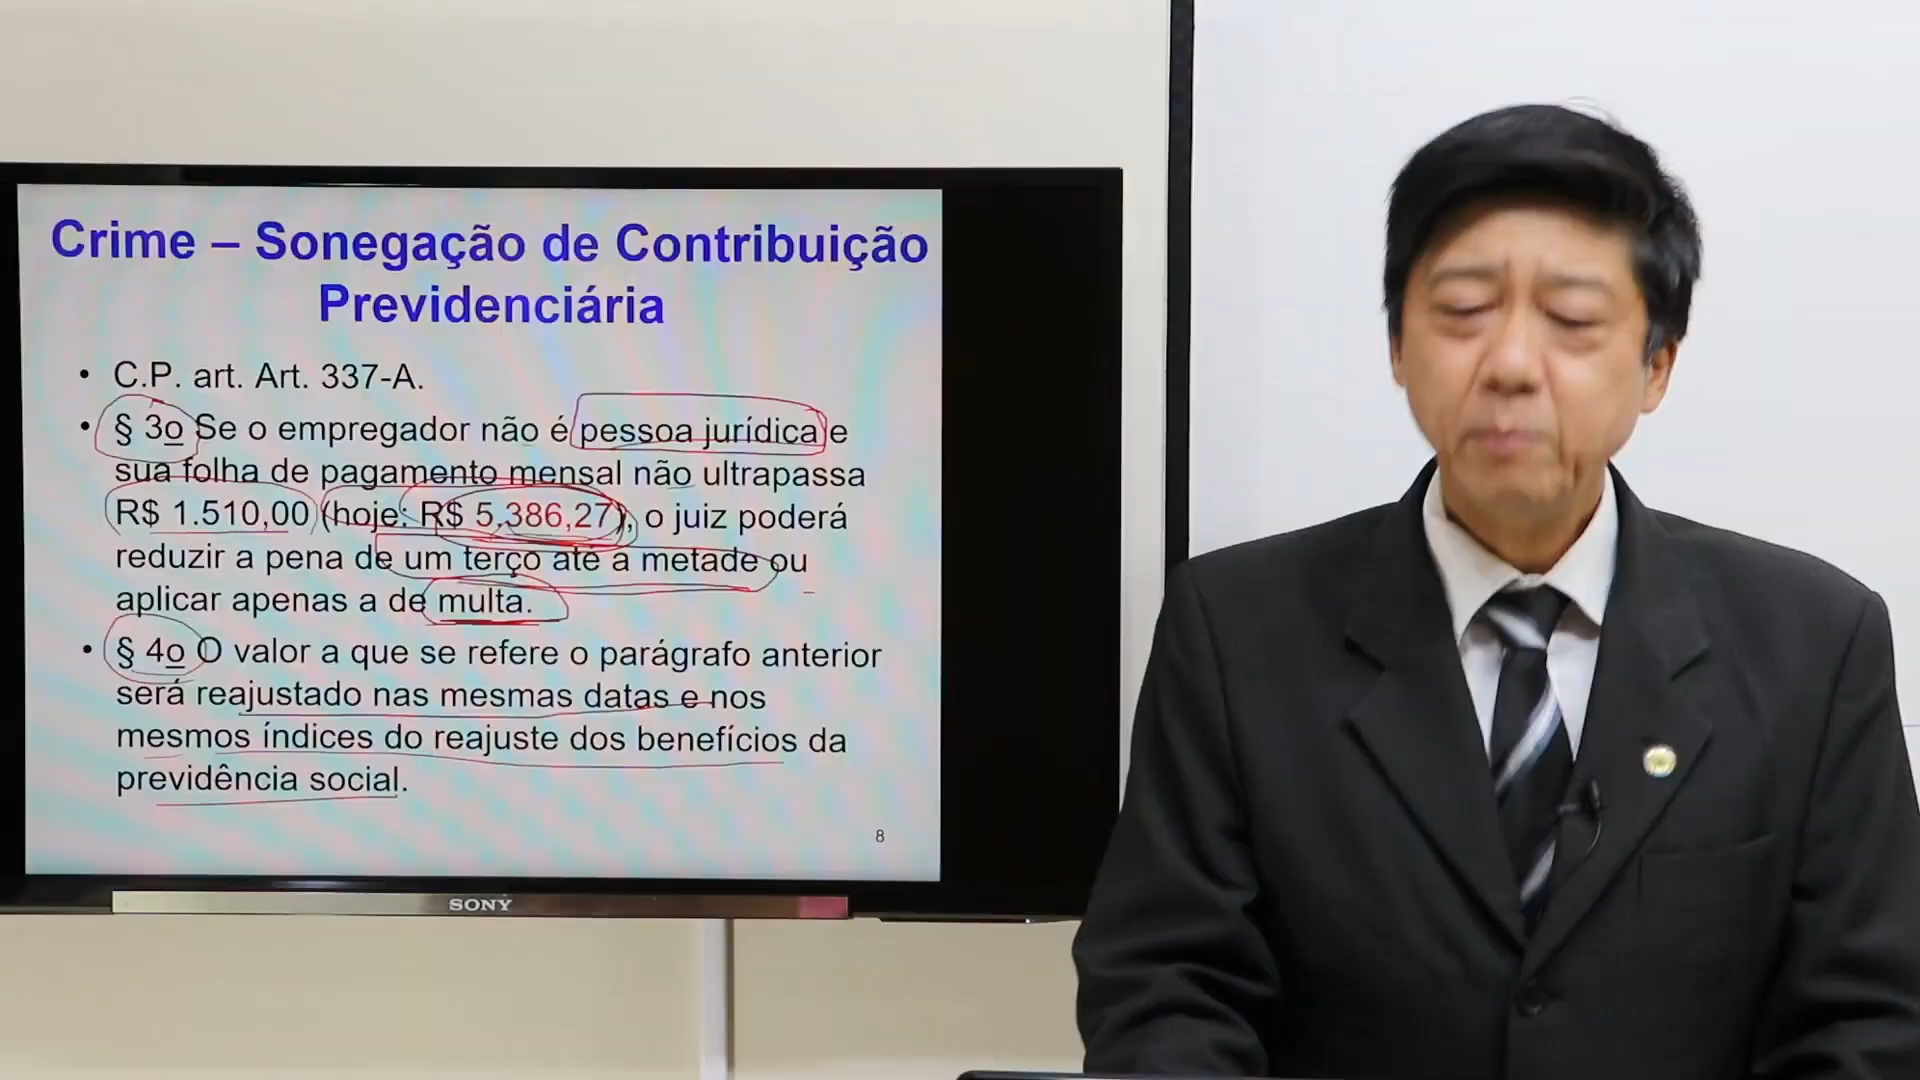 Crime – Sonegação de Contribuição
Previdenciária
• C.P. art. Art. 337-A.
• § 3o Se o empregador não é pessoa jurídica e
sua folha de pagamento mensal não ultrapassa
R$ 1.510,00 (hoje: R$ 5.386,27), o juiz poderá
reduzir a pena de um terço até a metade ou
aplicar apenas a de multa.
• § 4o O valor a que se refere o parágrafo anterior
será reajustado nas mesmas datas e nos
mesmos índices do reajuste dos benefícios da
previdência social.
8
SONY